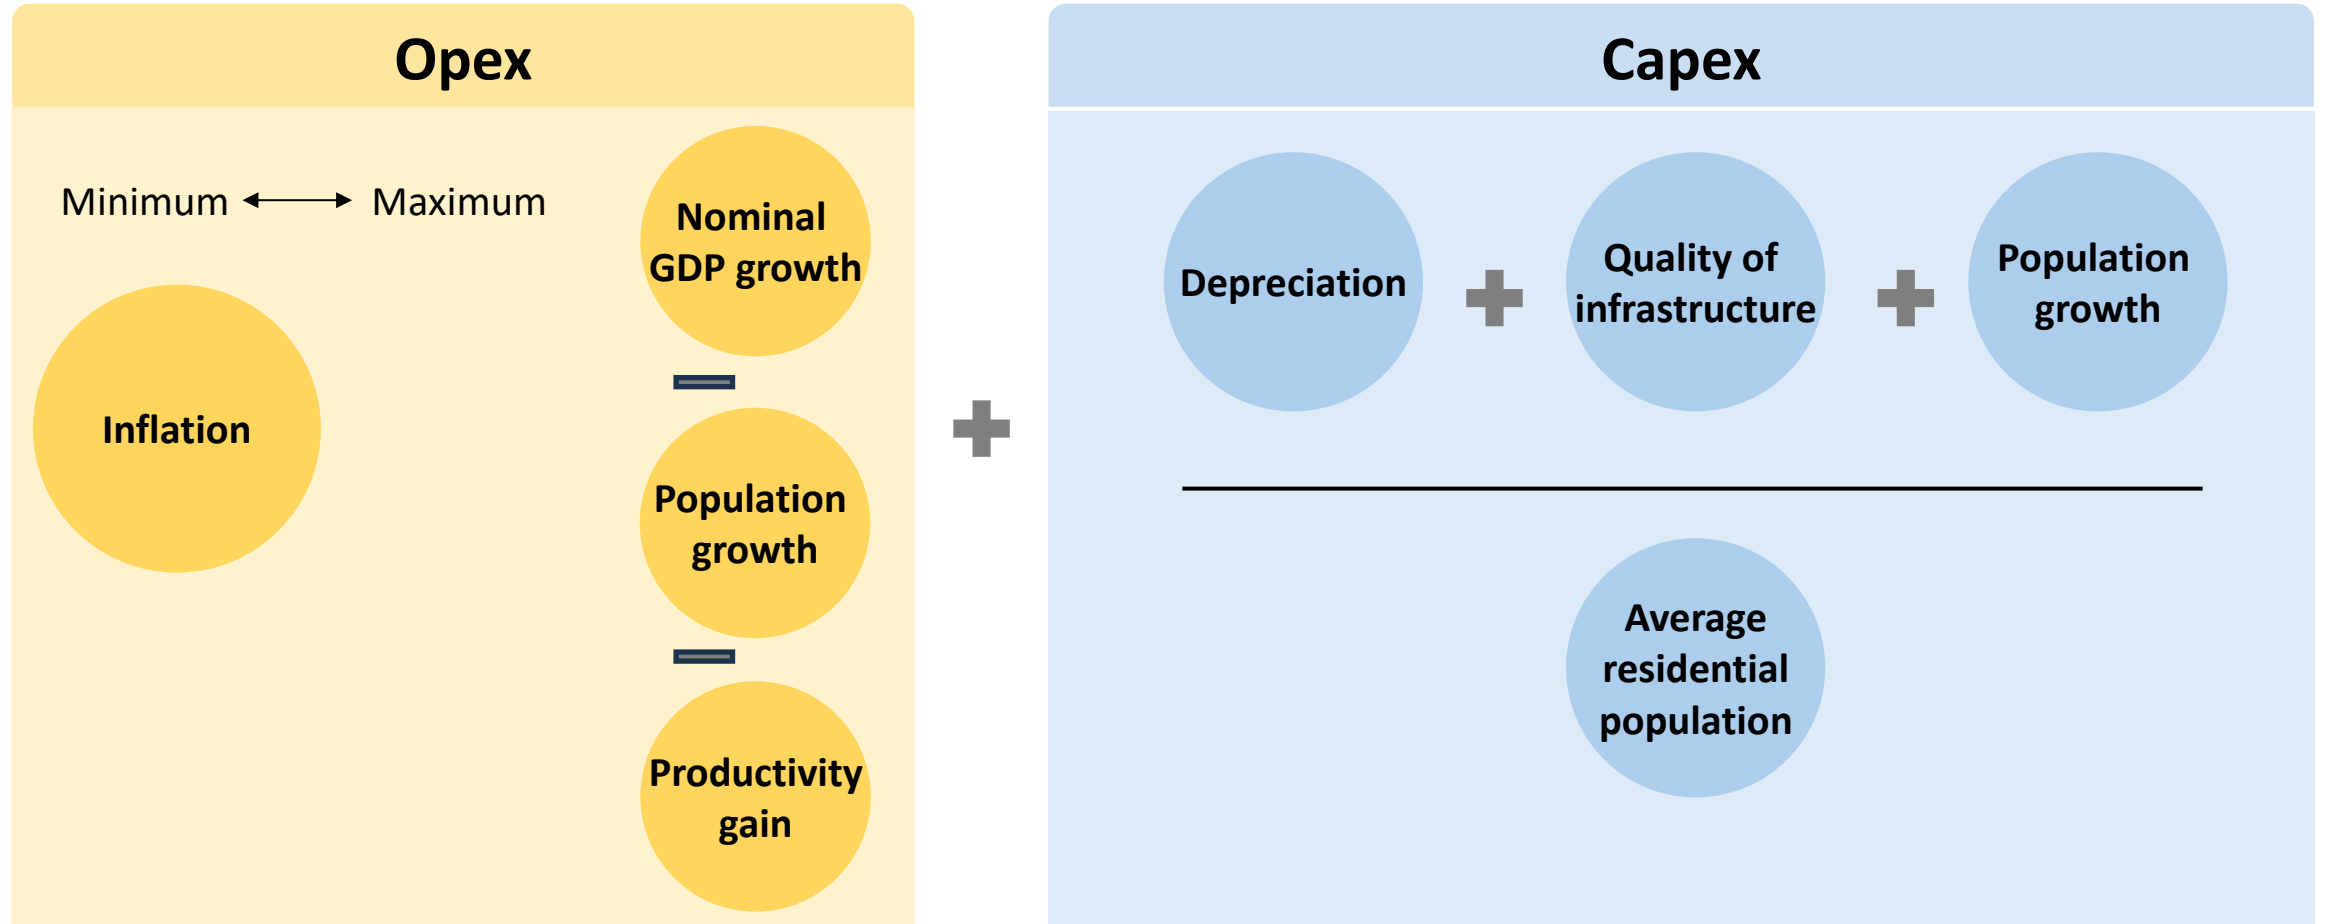 Opex
Minimum Maximum
Inflation
Nominal
GDP growth
Population
growth
Productivity
gain
Capex
Depreciation
Quality of
infrastructure
Population
growth
Average
residential
population